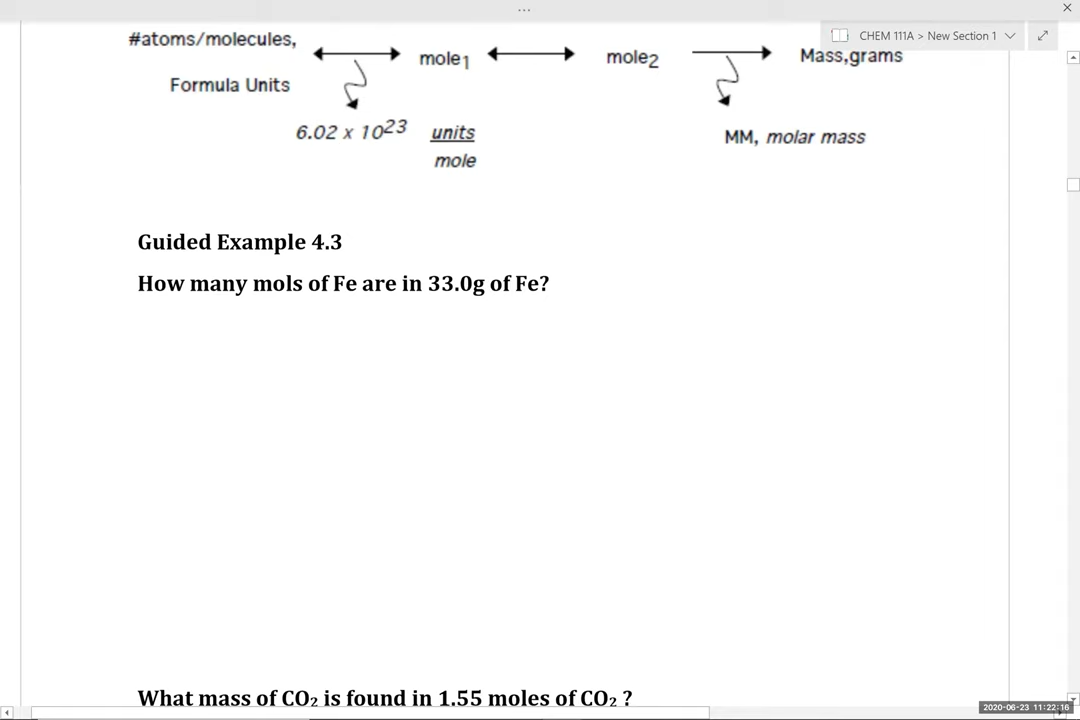 ...
CHEM 111A > New Section 1
#atoms/molecules,
Formula Units
mole1
mole2
Mass,grams
6.02 x 10²³ units
mole
MM, molar mass
Guided Example 4.3
How many mols of Fe are in 33.0g of Fe?
What mass of CO₂ is found in 1.55 moles of CO₂ ?
2020-06-23 11:22:16